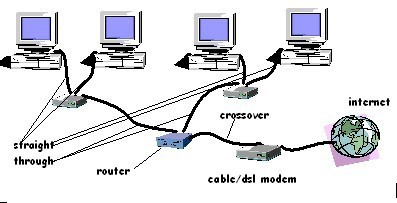 internet
crossover
straight
through
router
cable/dsl modem